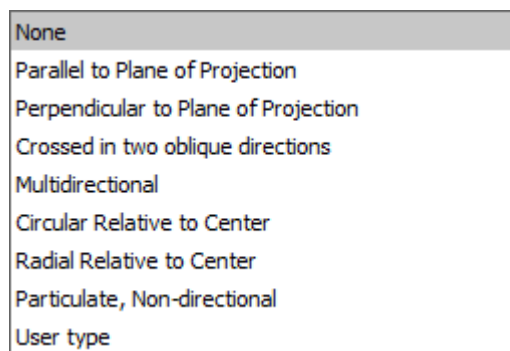 None
Parallel to Plane of Projection
Perpendicular to Plane of Projection
Crossed in two oblique directions
Multidirectional
Circular Relative to Center
Radial Relative to Center
Particulate, Non-directional
User type